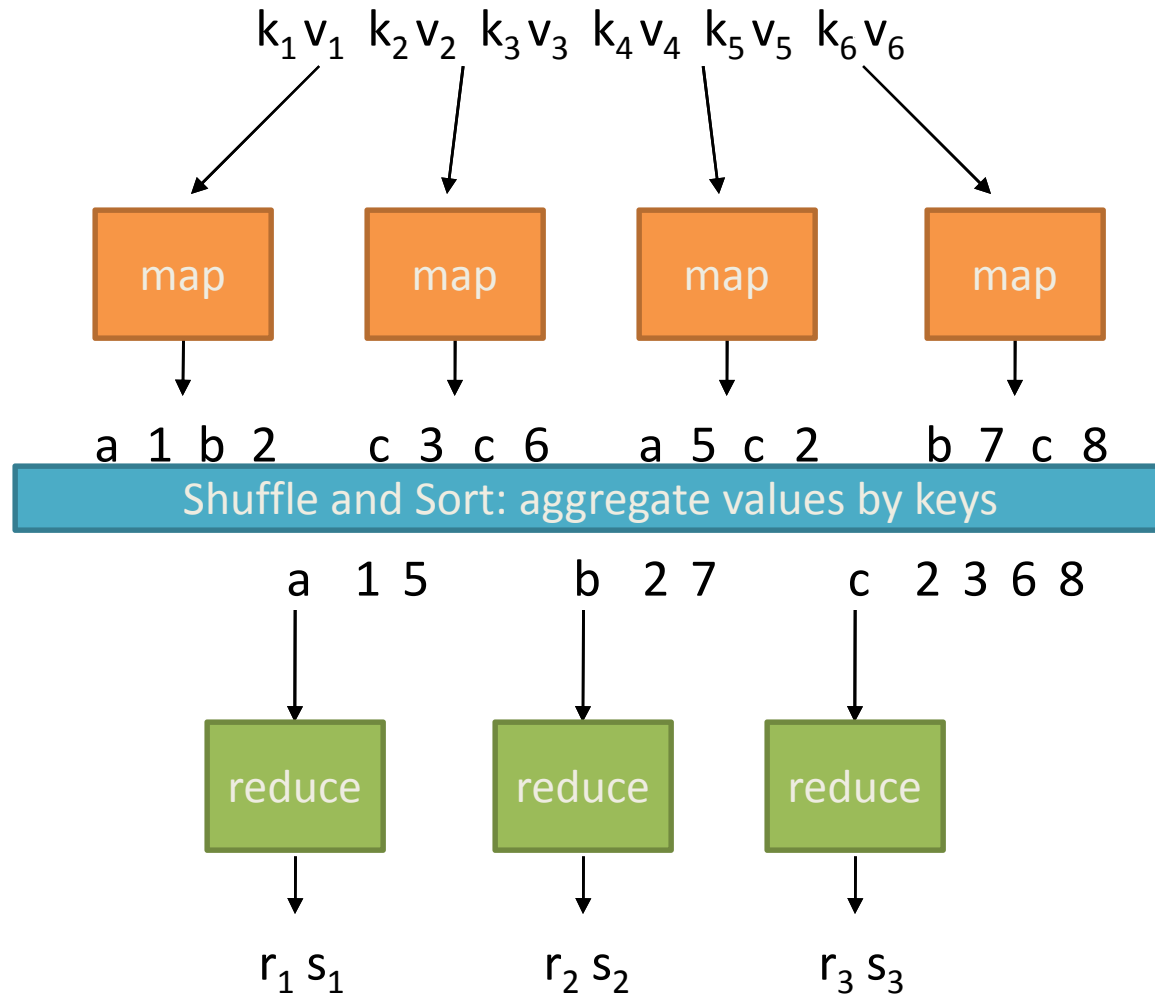 k₁ v₁ k₂ v₂ k₃ v₃ k₄ v₄ k₅ v₅ k₆ v₆
map map map map
a 1 b 2 c 3 c 6 a 5 c 2 b 7 c 8
Shuffle and Sort: aggregate values by keys
a 1 5 b 2 7 c 2 3 6 8
reduce reduce reduce
r₁ s₁ r₂ s₂ r₃ s₃